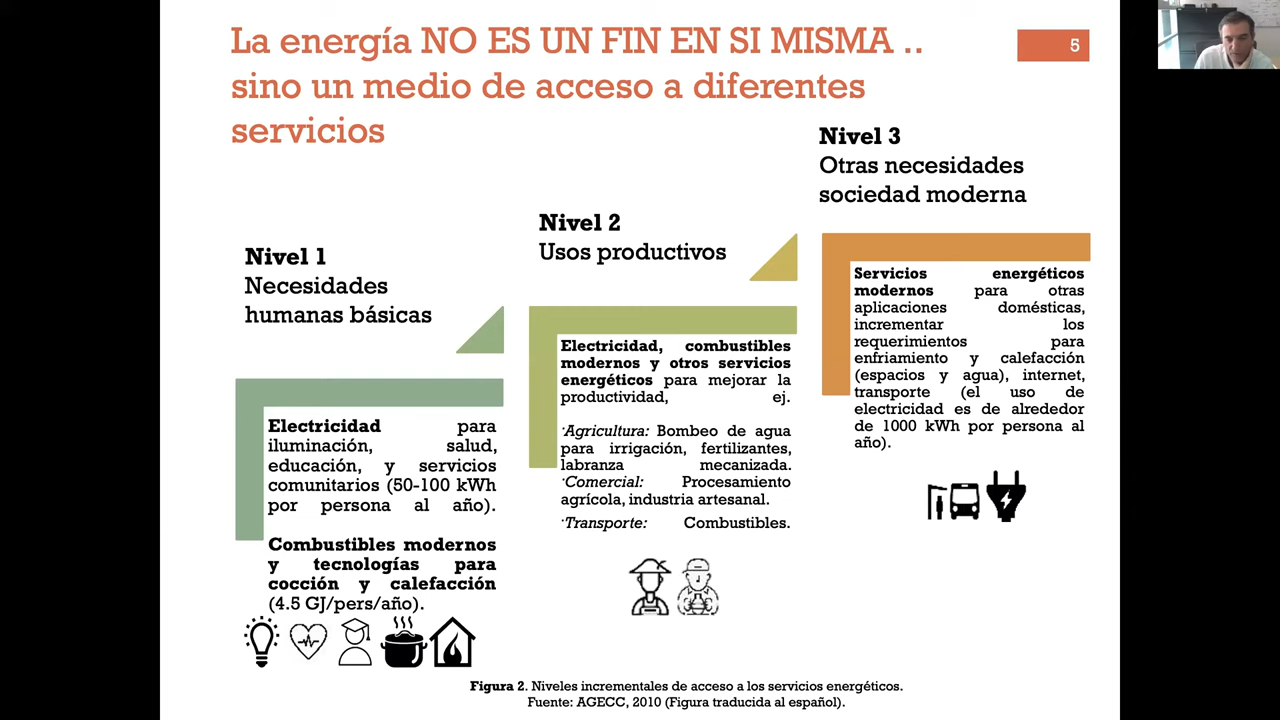 La energía NO ES UN FIN EN SI MISMA ..
sino un medio de acceso a diferentes
servicios
5
Nivel 1
Necesidades
humanas básicas
Electricidad para
iluminación, salud,
educación, y servicios
comunitarios (50-100 kWh
por persona al año).
Combustibles modernos
y tecnologías para
cocción y calefacción
(4.5 GJ/pers/año).
Nivel 2
Usos productivos
Electricidad, combustibles
modernos y otros servicios
energéticos para mejorar la
productividad, ej.
·Agricultura: Bombeo de agua
para irrigación, fertilizantes,
labranza mecanizada.
·Comercial: Procesamiento
agrícola, industria artesanal.
·Transporte: Combustibles.
Nivel 3
Otras necesidades
sociedad moderna
Servicios energéticos
modernos para otras
aplicaciones domésticas,
incrementar los
requerimientos para
enfriamiento y calefacción
(espacios y agua), internet,
transporte (el uso de
electricidad es de alrededor
de 1000 kWh por persona al
año).
Figura 2. Niveles incrementales de acceso a los servicios energéticos.
Fuente: AGECC, 2010 (Figura traducida al español).